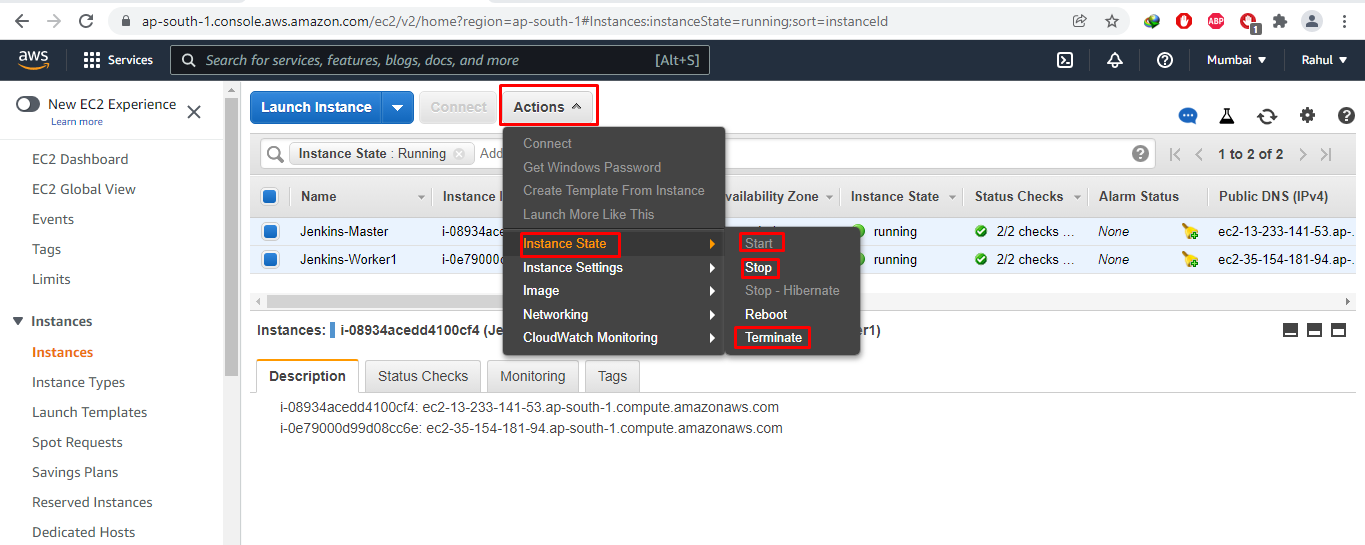 ap-south-1.console.aws.amazon.com/ec2/v2/home?region=ap-south-1#Instances:instanceState=running;sort=instanceId
ABP
1
aws
Services
Search for services, features, blogs, docs, and more
[Alt+S]
Mumbai
Rahul
New EC2 Experience
Learn more
EC2 Dashboard
EC2 Global View
Events
Tags
Limits
Instances
Instances
Instance Types
Launch Templates
Spot Requests
Savings Plans
Reserved Instances
Dedicated Hosts
Launch Instance
Connect
Actions
Instance State : Running
Add
1 to 2 of 2
Connect
Get Windows Password
Create Template From Instance
Launch More Like This
Instance State
Instance Settings
Image
Networking
CloudWatch Monitoring
Start
Stop
Stop - Hibernate
Reboot
Terminate
Name Instance I vailability Zone Instance State Status Checks Alarm Status Public DNS (IPv4)
Jenkins-Master i-08934ace running 2/2 checks ... None ec2-13-233-141-53.ap-...
Jenkins-Worker1 i-0e79000 running 2/2 checks ... None ec2-35-154-181-94.ap-...
Instances: i-08934acedd4100cf4 (Je er1)
Description Status Checks Monitoring Tags
i-08934acedd4100cf4: ec2-13-233-141-53.ap-south-1.compute.amazonaws.com
i-0e79000d99d08cc6e: ec2-35-154-181-94.ap-south-1.compute.amazonaws.com